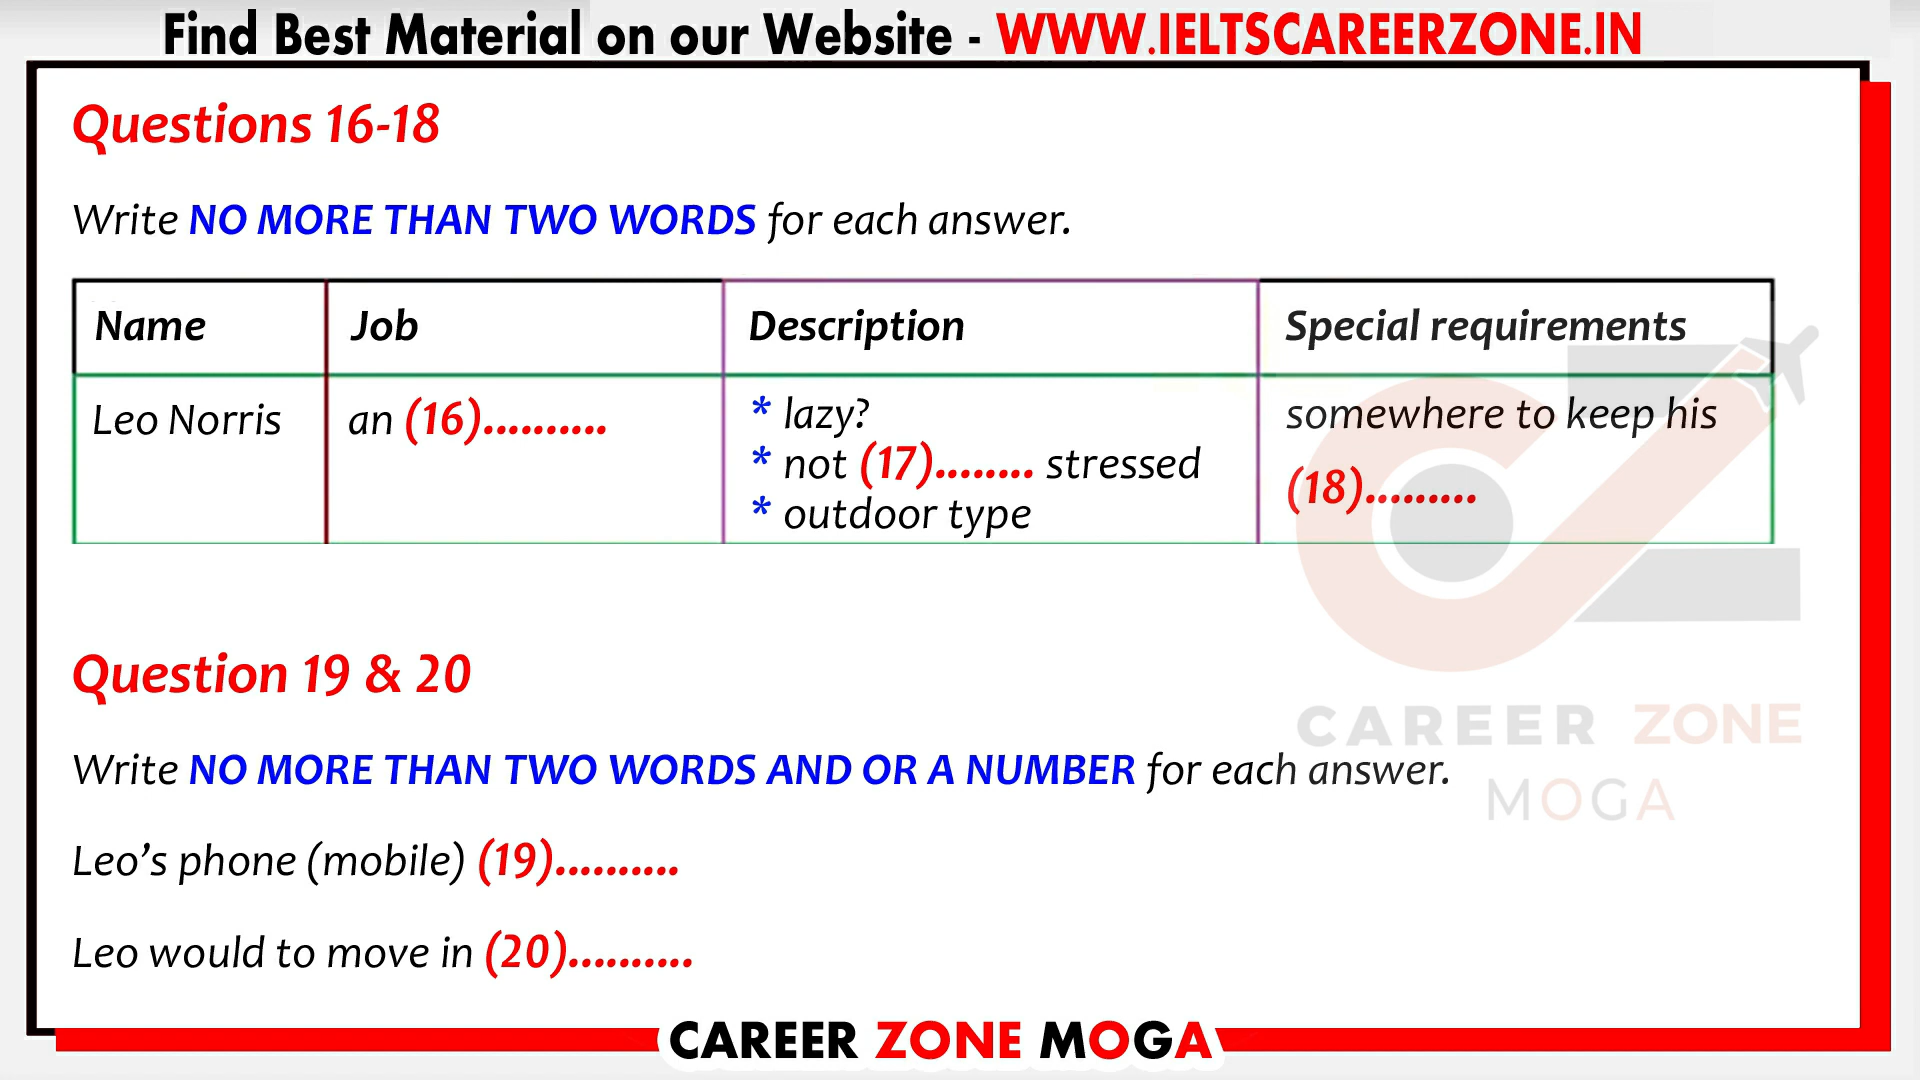 Find Best Material on our Website - WWW.IELTSCAREERZONE.IN
Questions 16-18
Write NO MORE THAN TWO WORDS for each answer.
Name Job Description Special requirements
Leo Norris an (16).......... * lazy? somewhere to keep his
* not (17)........ stressed (18).........
* outdoor type
Question 19 & 20
CAREER ZONE
Write NO MORE THAN TWO WORDS AND OR A NUMBER for each answer.
MOGA
Leo’s phone (mobile) (19)..........
Leo would to move in (20)..........
CAREER ZONE MOGA